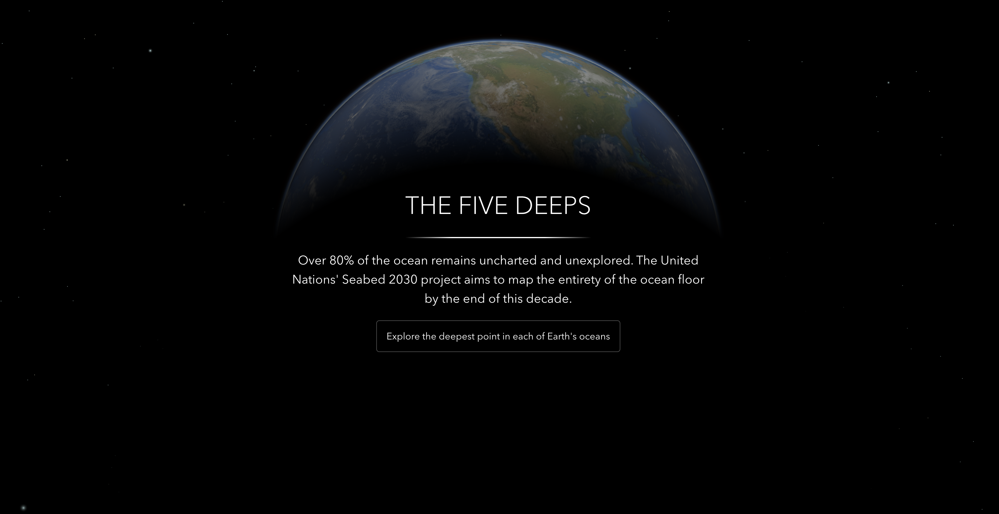 THE FIVE DEEPS
Over 80% of the ocean remains uncharted and unexplored. The United
Nations' Seabed 2030 project aims to map the entirety of the ocean floor
by the end of this decade.
Explore the deepest point in each of Earth's oceans